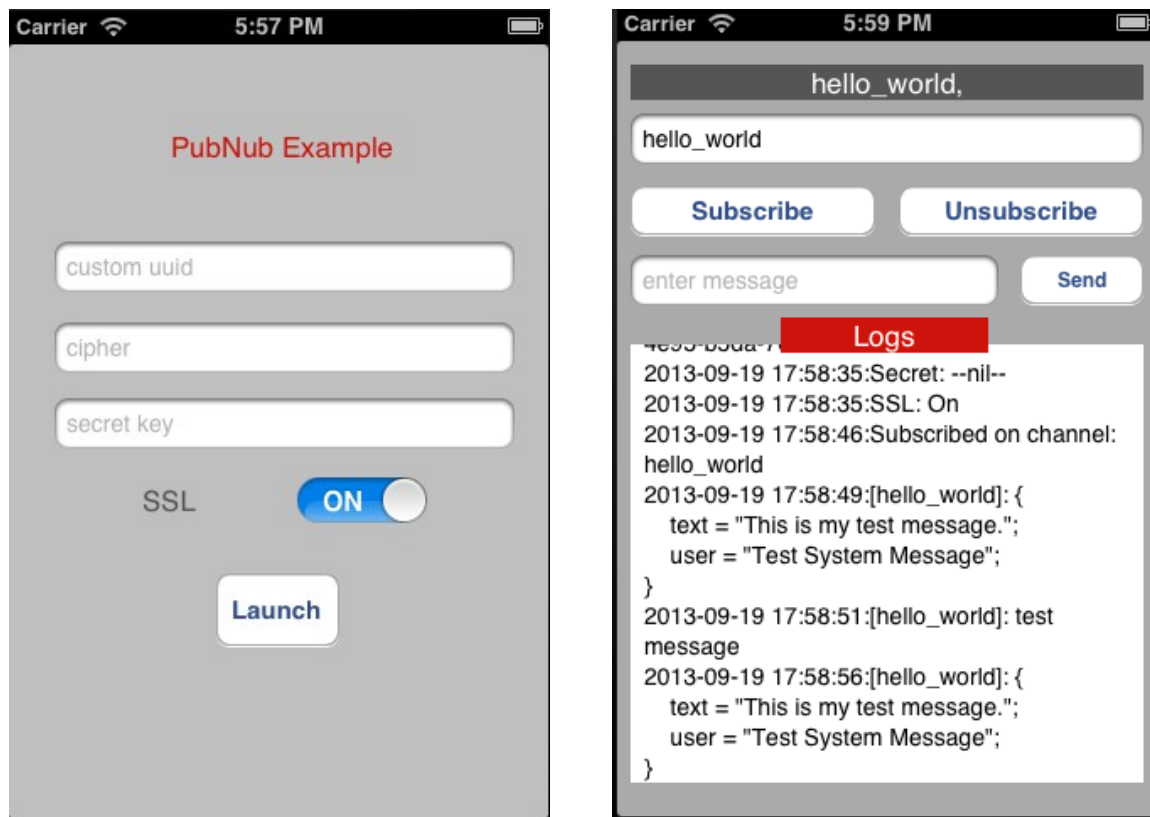 Carrier 5:57 PM
PubNub Example
custom uuid
cipher
secret key
SSL ON
Launch
Carrier 5:59 PM
hello_world,
hello_world
Subscribe Unsubscribe
enter message Send
Logs
2013-09-19 17:58:35:Secret: --nil--
2013-09-19 17:58:35:SSL: On
2013-09-19 17:58:46:Subscribed on channel:
hello_world
2013-09-19 17:58:49:[hello_world]: {
text = "This is my test message.";
user = "Test System Message";
}
2013-09-19 17:58:51:[hello_world]: test
message
2013-09-19 17:58:56:[hello_world]: {
text = "This is my test message.";
user = "Test System Message";
}